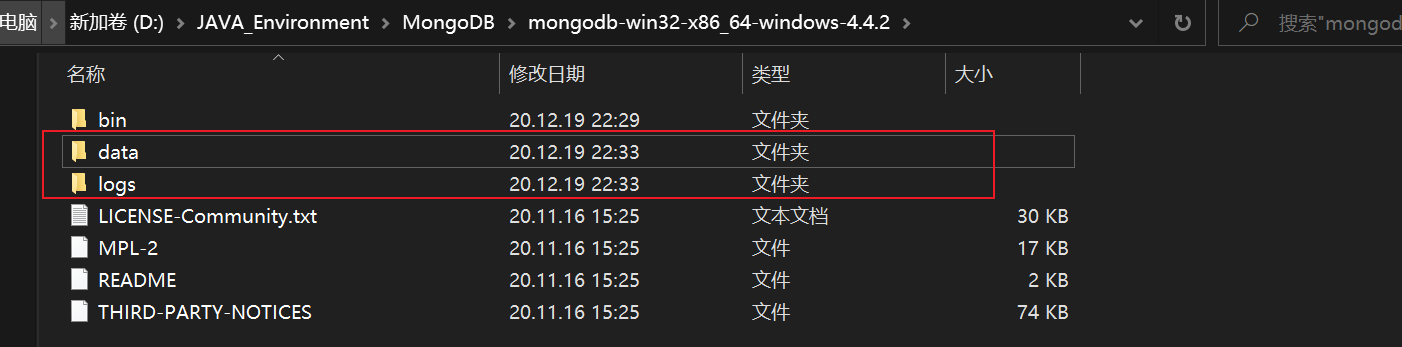 电脑 新加卷 (D:) JAVA_Environment MongoDB mongodb-win32-x86_64-windows-4.4.2 搜索"mongod
名称 修改日期 类型 大小
bin 20.12.19 22:29 文件夹
data 20.12.19 22:33 文件夹
logs 20.12.19 22:33 文件夹
LICENSE-Community.txt 20.11.16 15:25 文本文档 30 KB
MPL-2 20.11.16 15:25 文件 17 KB
README 20.11.16 15:25 文件 2 KB
THIRD-PARTY-NOTICES 20.11.16 15:25 文件 74 KB